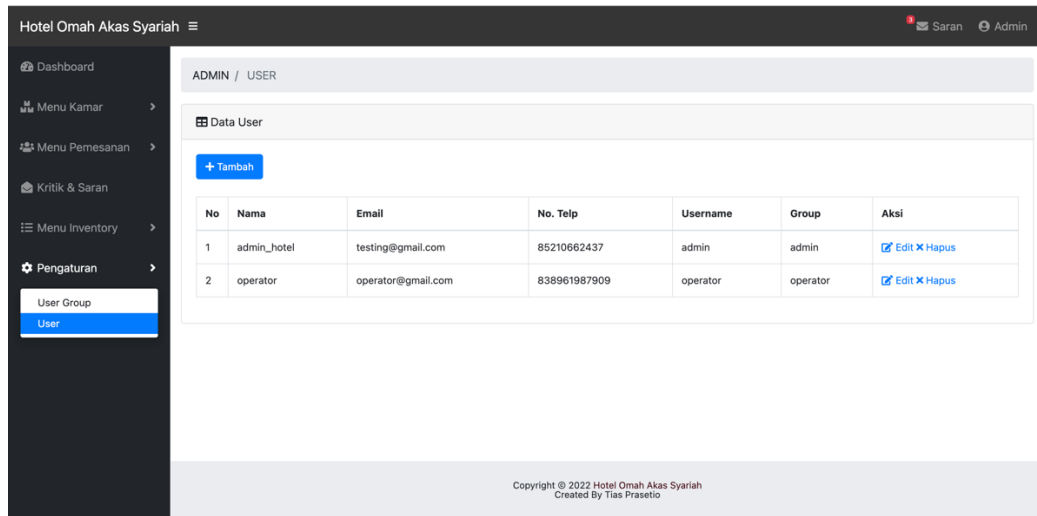 Hotel Omah Akas Syariah
3 Saran Admin
Dashboard
Menu Kamar
Menu Pemesanan
Kritik & Saran
Menu Inventory
Pengaturan
User Group
User
ADMIN / USER
Data User
+ Tambah
No Nama Email No. Telp Username Group Aksi
1 admin_hotel testing@gmail.com 85210662437 admin admin Edit Hapus
2 operator operator@gmail.com 838961987909 operator operator Edit Hapus
Copyright © 2022 Hotel Omah Akas Syariah
Created By Tias Prasetio